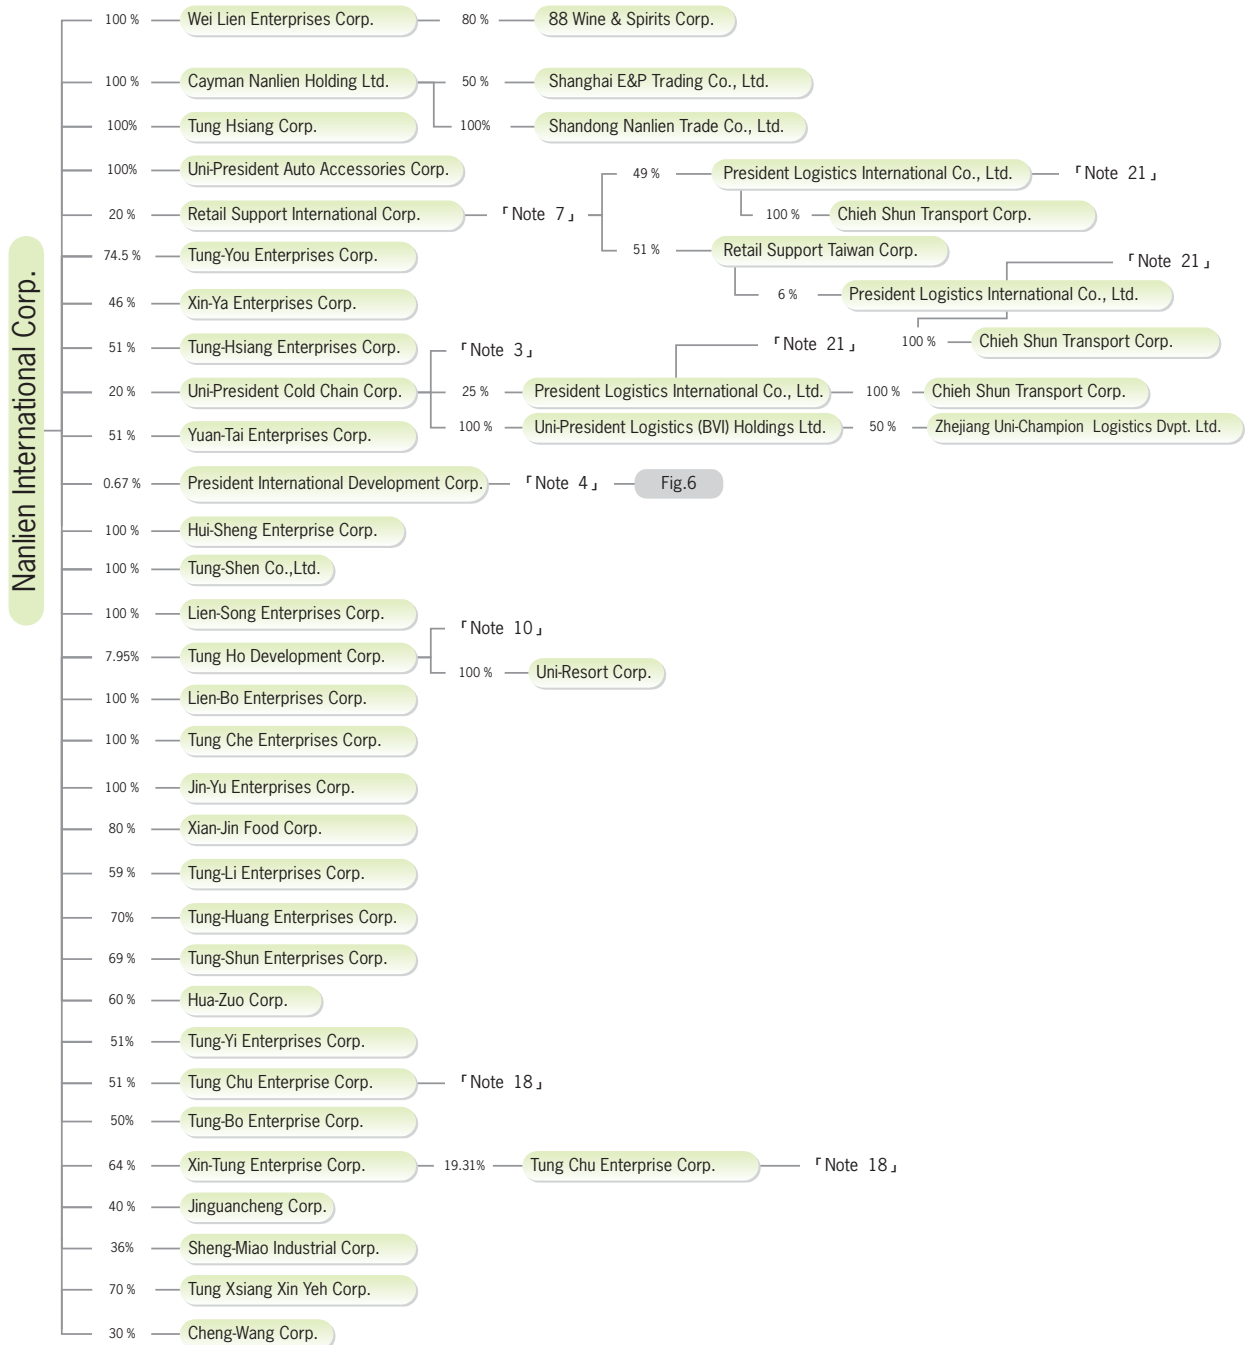 Nanlien International Corp.
100 % Wei Lien Enterprises Corp. 80 % 88 Wine & Spirits Corp.
100 % Cayman Nanlien Holding Ltd. 50 % Shanghai E&P Trading Co., Ltd.
100% Tung Hsiang Corp. 100% Shandong Nanlien Trade Co., Ltd.
100% Uni-President Auto Accessories Corp.
49 % President Logistics International Co., Ltd. 「Note 21」
20 % Retail Support International Corp. 「Note 7」 100 % Chieh Shun Transport Corp.
51 % Retail Support Taiwan Corp.
74.5 % Tung-You Enterprises Corp. 「Note 21」
6 % President Logistics International Co., Ltd.
46 % Xin-Ya Enterprises Corp.
100 % Chieh Shun Transport Corp.
51 % Tung-Hsiang Enterprises Corp. 「Note 3」 「Note 21」
20 % Uni-President Cold Chain Corp. 25 % President Logistics International Co., Ltd. 100 % Chieh Shun Transport Corp.
100 % Uni-President Logistics (BVI) Holdings Ltd. 50 % Zhejiang Uni-Champion Logistics Dvpt. Ltd.
51 % Yuan-Tai Enterprises Corp.
0.67 % President International Development Corp. 「Note 4」 Fig.6
100 % Hui-Sheng Enterprise Corp.
100 % Tung-Shen Co.,Ltd.
100 % Lien-Song Enterprises Corp.
「Note 10」
7.95% Tung Ho Development Corp.
100 % Uni-Resort Corp.
100 % Lien-Bo Enterprises Corp.
100 % Tung Che Enterprises Corp.
100 % Jin-Yu Enterprises Corp.
80 % Xian-Jin Food Corp.
59 % Tung-Li Enterprises Corp.
70% Tung-Huang Enterprises Corp.
69 % Tung-Shun Enterprises Corp.
60 % Hua-Zuo Corp.
51% Tung-Yi Enterprises Corp.
51 % Tung Chu Enterprise Corp. 「Note 18」
50% Tung-Bo Enterprise Corp.
64 % Xin-Tung Enterprise Corp. 19.31% Tung Chu Enterprise Corp. 「Note 18」
40 % Jinguancheng Corp.
36% Sheng-Miao Industrial Corp.
70 % Tung Xsiang Xin Yeh Corp.
30 % Cheng-Wang Corp.